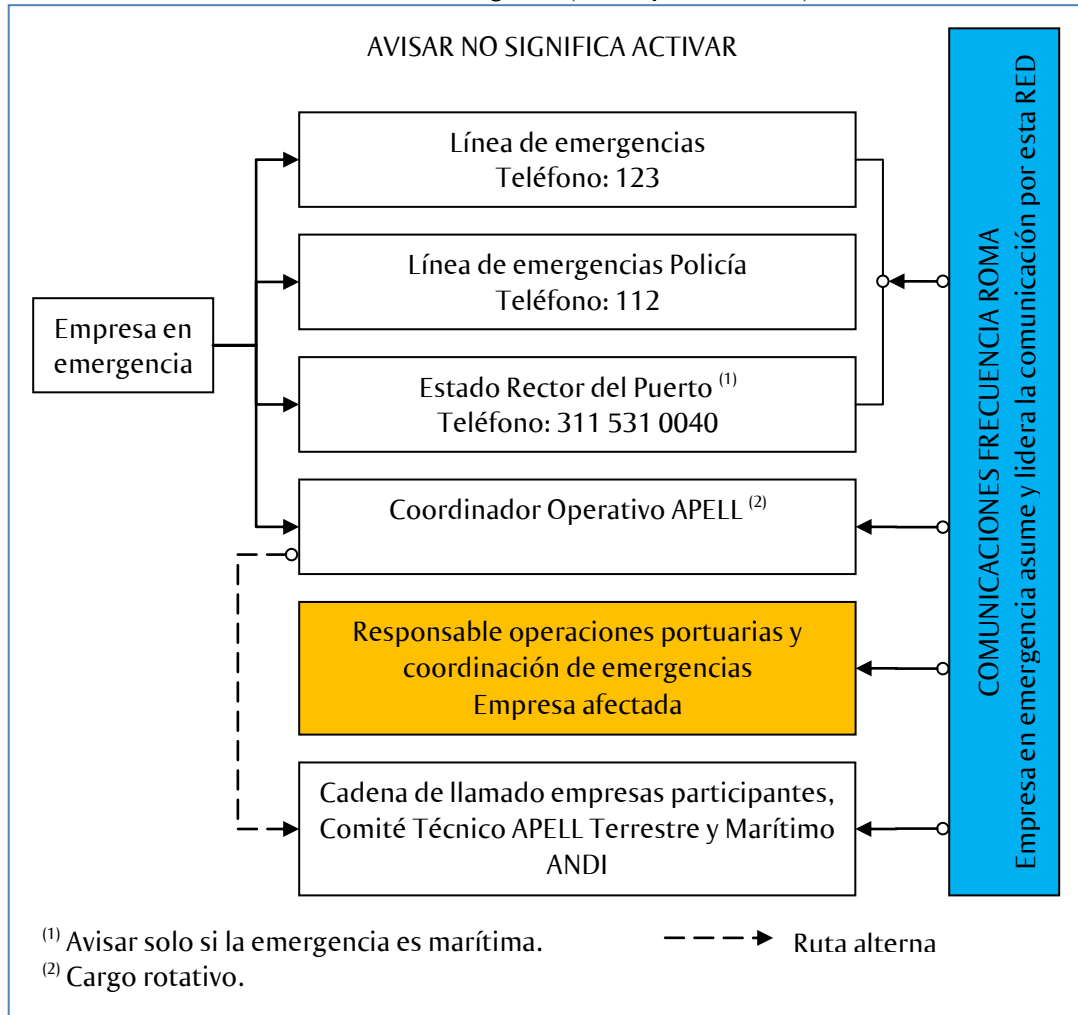 AVISAR NO SIGNIFICA ACTIVAR
Línea de emergencias
Teléfono: 123
Línea de emergencias Policía
Teléfono: 112
Empresa en
emergencia
Estado Rector del Puerto (1)
Teléfono: 311 531 0040
Coordinador Operativo APELL (2)
Responsable operaciones portuarias y
coordinación de emergencias
Empresa afectada
Cadena de llamado empresas participantes,
Comité Técnico APELL Terrestre y Marítimo
ANDI
COMUNICACIONES FRECUENCIA ROMA
Empresa en emergencia asume y lidera la comunicación por esta RED
(1) Avisar solo si la emergencia es marítima.
Ruta alterna
(2) Cargo rotativo.